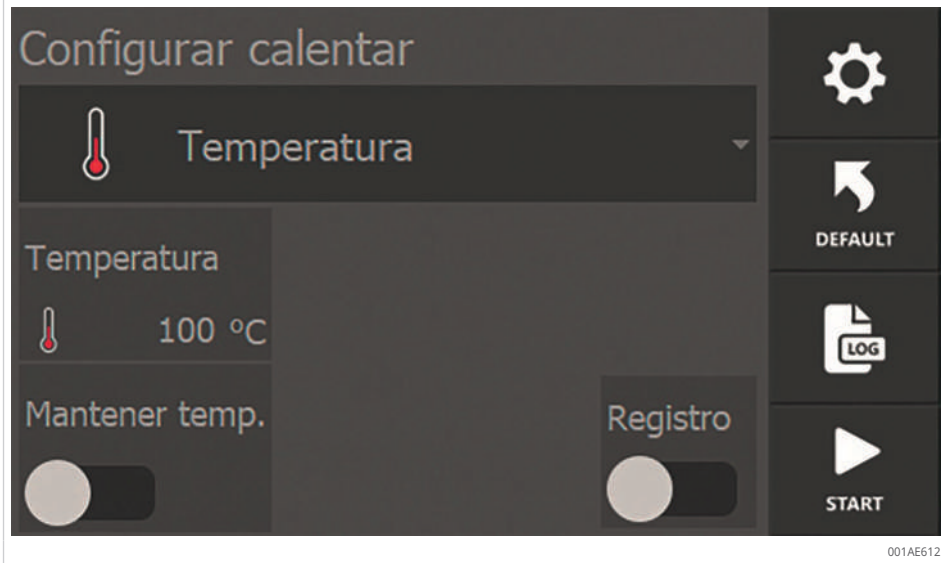 Configurar calentar
Temperatura
DEFAULT
Temperatura
100 °C
LOG
Mantener temp.
Registro
START
001AE612